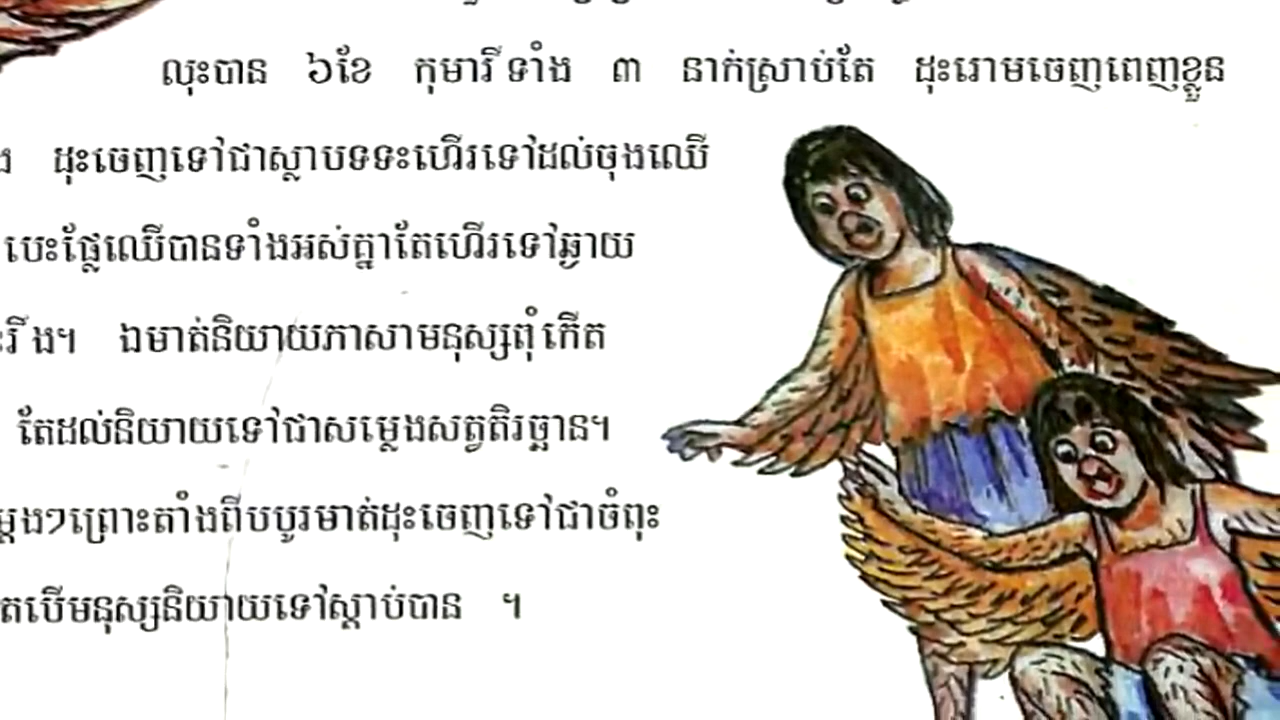 លុះបាន ៦ខែ កុមារីទាំង ៣ នាក់ស្រាប់តែ ដុះរោមចេញពេញខ្លួន
ដុះចេញទៅជាស្លាបទទះហើរទៅដល់ចុងឈើ
បេះផ្លែឈើបានទាំងអស់គ្នាតែហើរទៅឆ្ងាយ
ឯមាត់និយាយភាសាមនុស្សពុំកើត
តែដល់និយាយទៅជាសម្លេងសត្វតិរច្ឆាន។
ព្រោះតាំងពីបបូរមាត់ដុះចេញទៅជាចំពុះ
តបើមនុស្សនិយាយទៅស្តាប់បាន ។